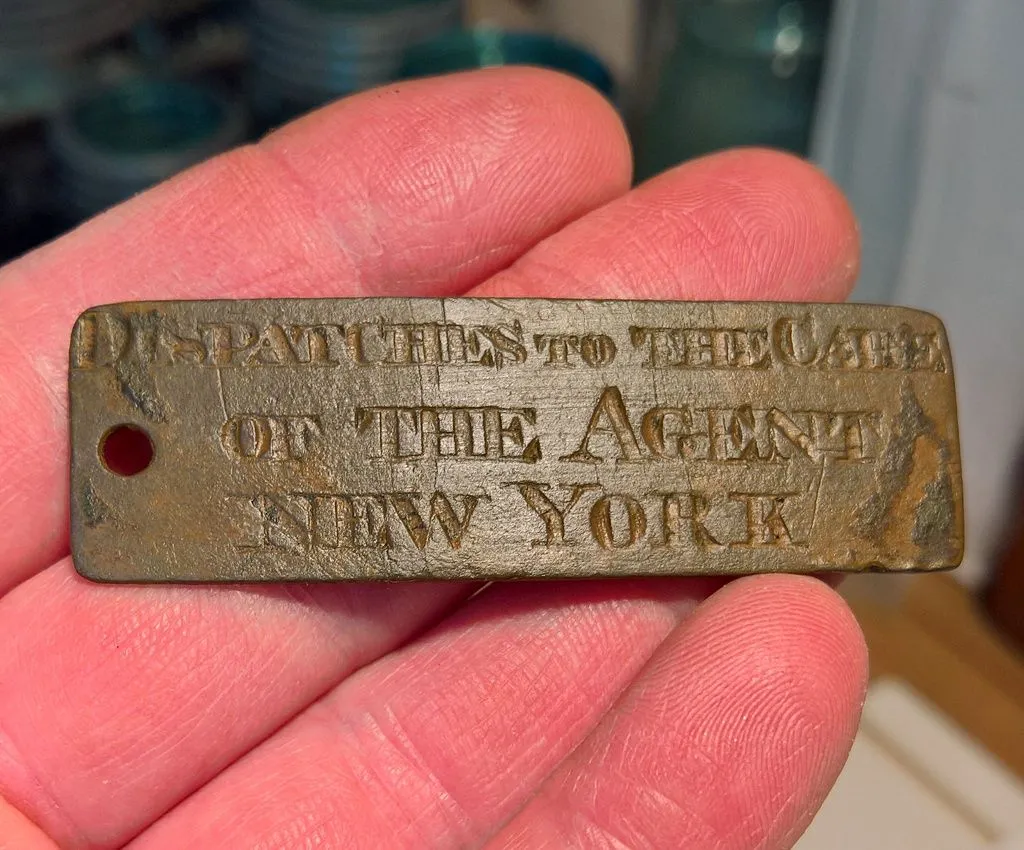 DISPATCHES TO THE CARE
OF THE AGENT
NEW YORK